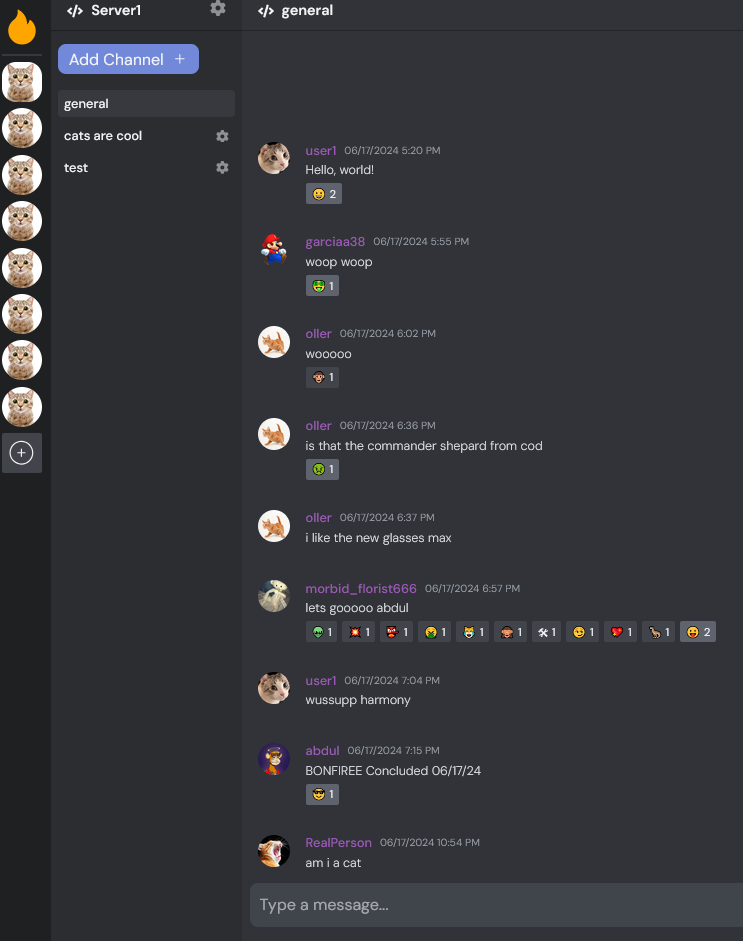 Server1
general
Add Channel +
general
cats are cool
test
user1 06/17/2024 5:20 PM
Hello, world!
2
garciaa38 06/17/2024 5:55 PM
woop woop
1
oller 06/17/2024 6:02 PM
wooooo
1
oller 06/17/2024 6:36 PM
is that the commander shepard from cod
1
oller 06/17/2024 6:37 PM
i like the new glasses max
morbid_florist666 06/17/2024 6:57 PM
lets gooooo abdul
1 1 1 1 1 1 1 1 1 1 2
user1 06/17/2024 7:04 PM
wussupp harmony
abdul 06/17/2024 7:15 PM
BONFIREE Concluded 06/17/24
1
RealPerson 06/17/2024 10:54 PM
am i a cat
Type a message...